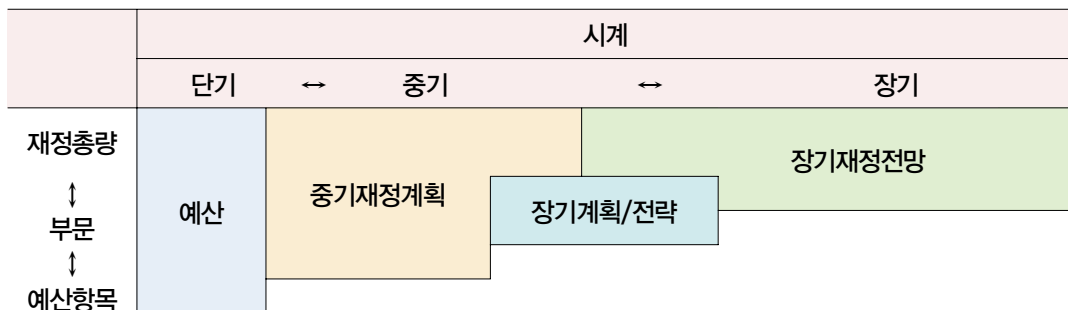 시계
단기 ↔ 중기 ↔ 장기
재정총량
↕
부문
↕
예산항목
예산
중기재정계획
장기계획/전략
장기재정전망